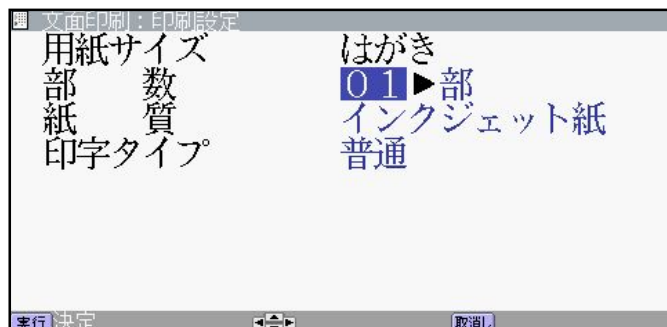 文面印刷：印刷設定
用紙サイズ　はがき
部　　数　０１▶部
紙　　質　インクジェット紙
印字タイプ　普通
実行 決定　取消し